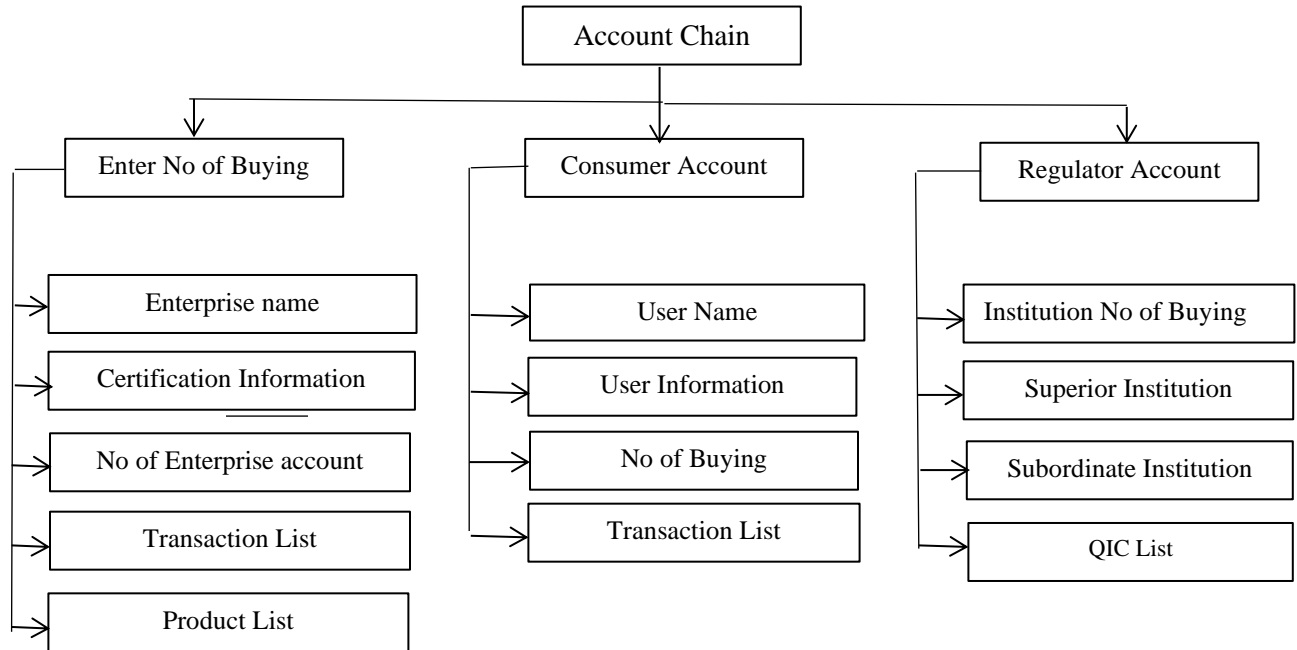 Account Chain
Enter No of Buying
Consumer Account
Regulator Account
Enterprise name
Certification Information
No of Enterprise account
Transaction List
Product List
User Name
User Information
No of Buying
Transaction List
Institution No of Buying
Superior Institution
Subordinate Institution
QIC List